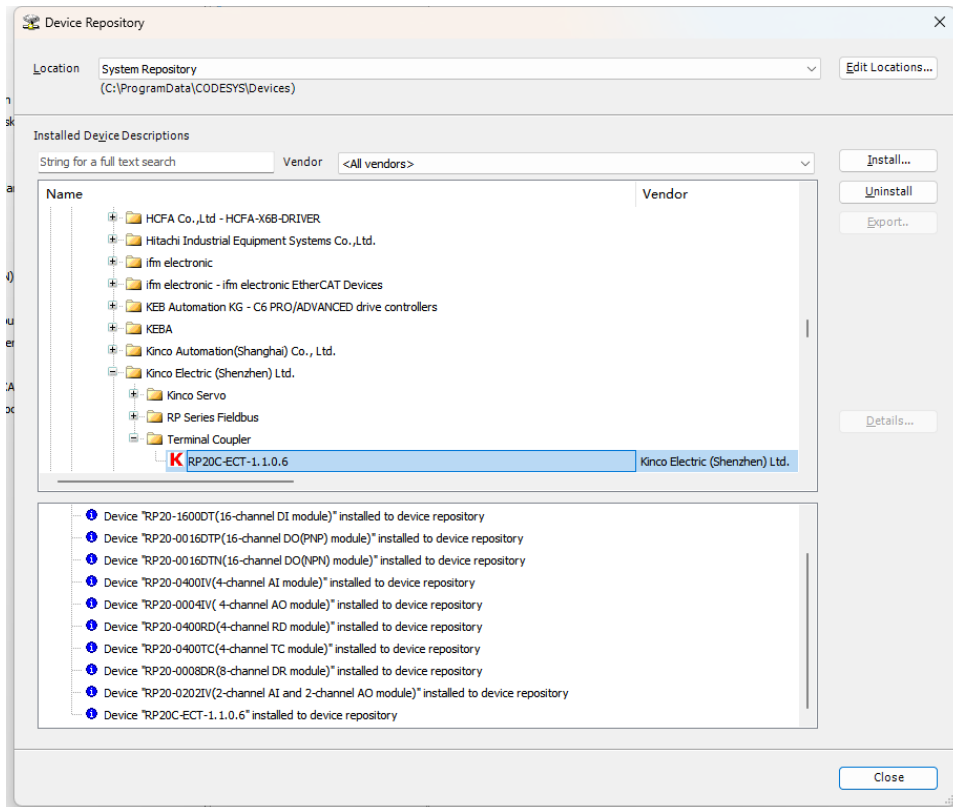 Device Repository
Location System Repository Edit Locations...
(C:\ProgramData\CODESYS\Devices)
Installed Device Descriptions
String for a full text search Vendor <All vendors> Install...
Name Vendor Uninstall
HCFA Co.,Ltd - HCFA-X6B-DRIVER Export..
Hitachi Industrial Equipment Systems Co.,Ltd.
ifm electronic
ifm electronic - ifm electronic EtherCAT Devices
KEB Automation KG - C6 PRO/ADVANCED drive controllers
KEBA
Kinco Automation(Shanghai) Co., Ltd.
Kinco Electric (Shenzhen) Ltd.
Kinco Servo
RP Series Fieldbus Details...
Terminal Coupler
K RP20C-ECT-1.1.0.6 Kinco Electric (Shenzhen) Ltd.
Device "RP20-1600DT(16-channel DI module)" installed to device repository
Device "RP20-0016DTP(16-channel DO(PNP) module)" installed to device repository
Device "RP20-0016DTN(16-channel DO(NPN) module)" installed to device repository
Device "RP20-0400IV(4-channel AI module)" installed to device repository
Device "RP20-0004IV( 4-channel AO module)" installed to device repository
Device "RP20-0400RD(4-channel RD module)" installed to device repository
Device "RP20-0400TC(4-channel TC module)" installed to device repository
Device "RP20-0008DR(8-channel DR module)" installed to device repository
Device "RP20-0202IV(2-channel AI and 2-channel AO module)" installed to device repository
Device "RP20C-ECT-1.1.0.6" installed to device repository
Close